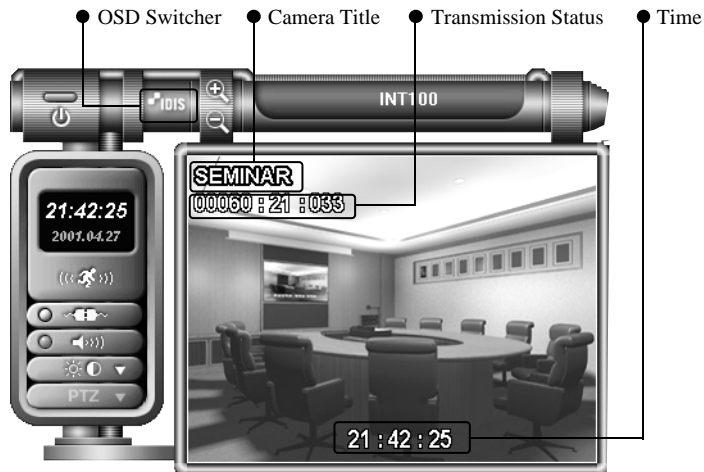 OSD Switcher Camera Title Transmission Status Time
IDIS INT100
SEMINAR
00060 : 21 : 033
21:42:25
2001.04.27
PTZ
21 : 42 : 25